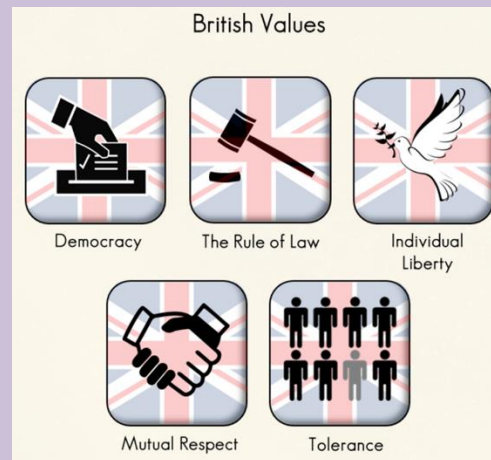 British Values
Democracy
The Rule of Law
Individual
Liberty
Mutual Respect
Tolerance